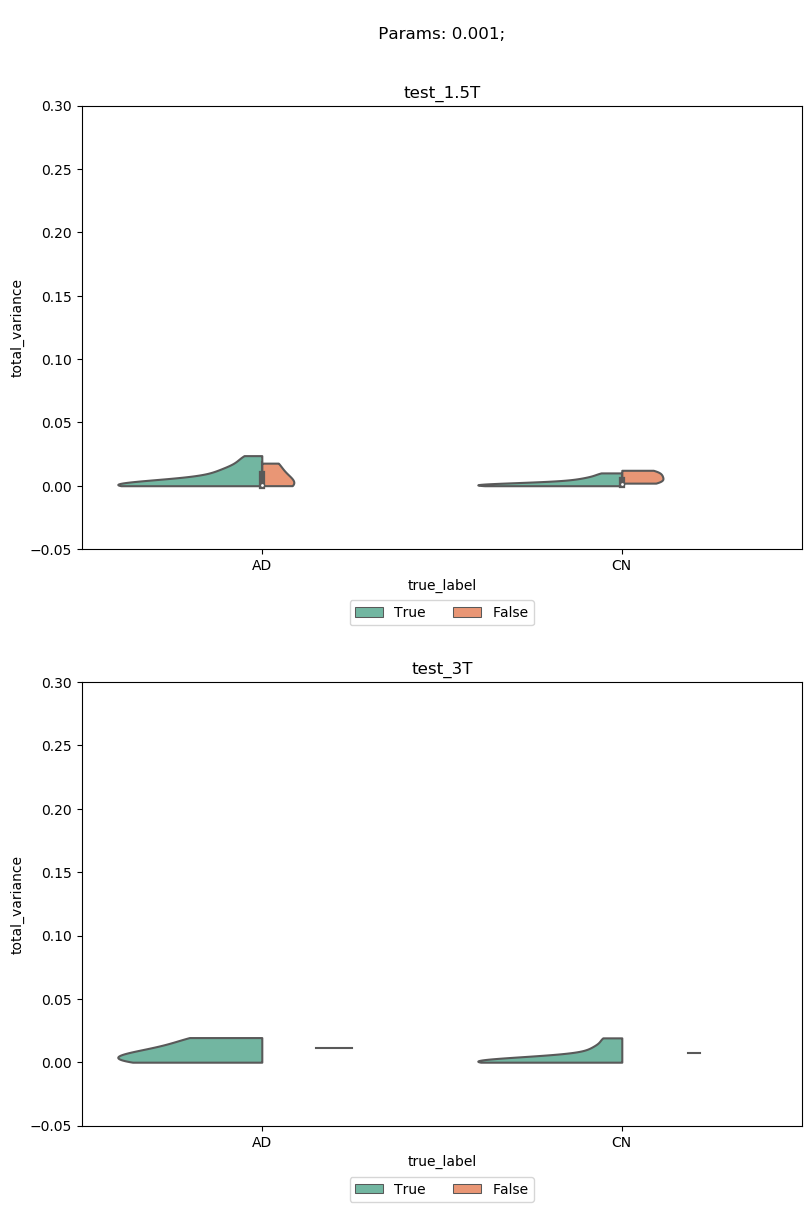 Params: 0.001;
test_1.5T
0.30
0.25
0.20
0.15
0.10
0.05
0.00
−0.05
total_variance
AD CN
true_label
True False
test_3T
0.30
0.25
0.20
0.15
0.10
0.05
0.00
−0.05
total_variance
AD CN
true_label
True False